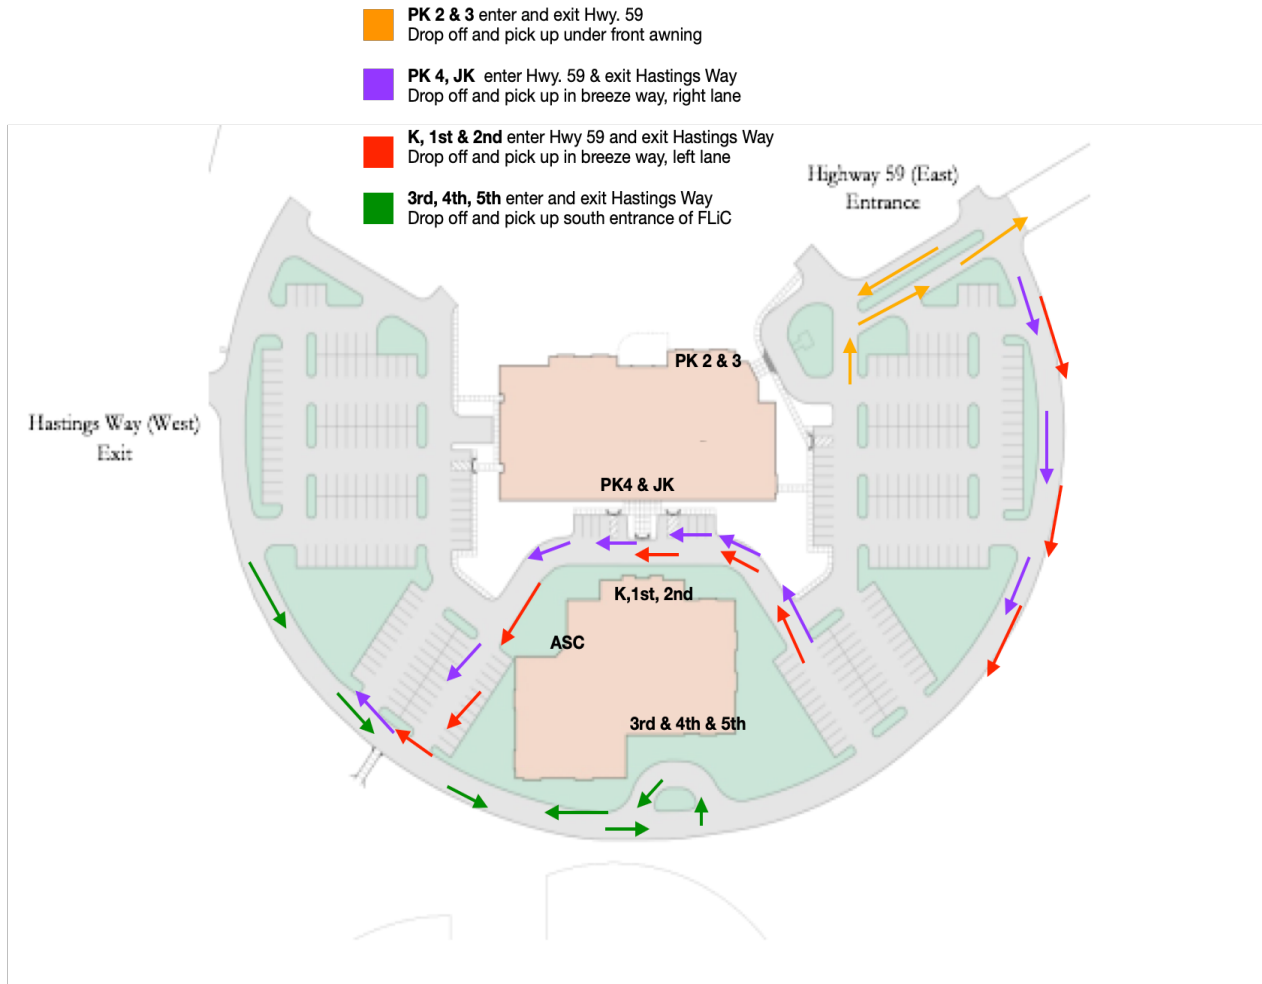 PK 2 & 3 enter and exit Hwy. 59
Drop off and pick up under front awning
PK 4, JK  enter Hwy. 59 & exit Hastings Way
Drop off and pick up in breeze way, right lane
K, 1st & 2nd enter Hwy 59 and exit Hastings Way
Drop off and pick up in breeze way, left lane
3rd, 4th, 5th enter and exit Hastings Way
Drop off and pick up south entrance of FLiC
Highway 59 (East)
Entrance
PK 2 & 3
Hastings Way (West)
Exit
PK4 & JK
K,1st, 2nd
ASC
3rd & 4th & 5th